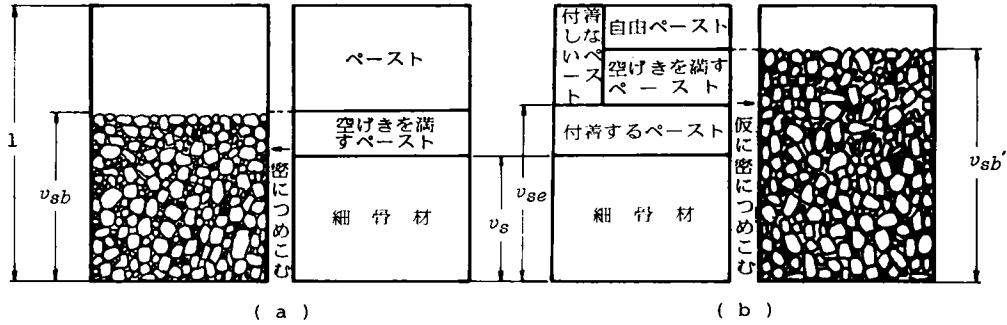 1
v_sb
ペースト
空げきを満
すペースト
密につめこむ
細骨材
v_s
v_se
付着しない
ペースト
自由ペースト
空げきを満す
ペースト
付着するペースト
細骨材
仮に密につめこむ
v_sb'
( a )
( b )